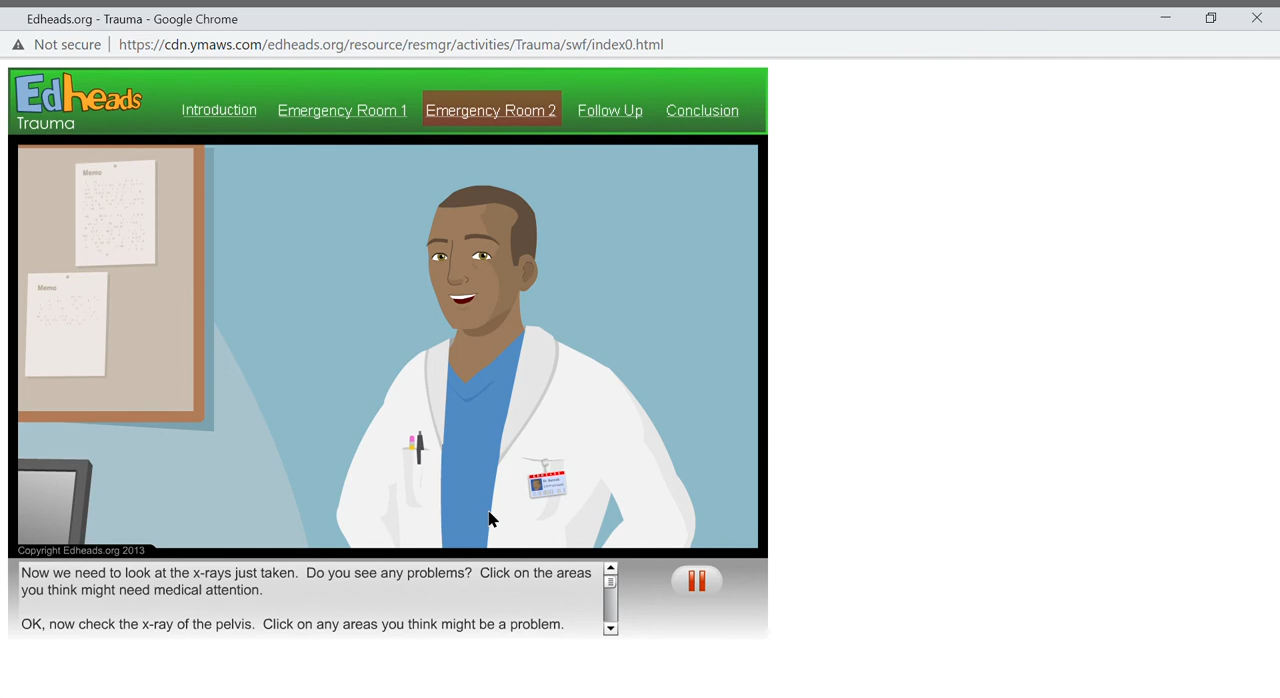 Edheads.org - Trauma - Google Chrome
Not secure | https://cdn.ymaws.com/edheads.org/resource/resmgr/activities/Trauma/swf/index0.html
Edheads
Trauma
Introduction
Emergency Room 1
Emergency Room 2
Follow Up
Conclusion
Memo
Memo
Copyright Edheads.org 2013
Now we need to look at the x-rays just taken.  Do you see any problems?  Click on the areas
you think might need medical attention.
OK, now check the x-ray of the pelvis.  Click on any areas you think might be a problem.